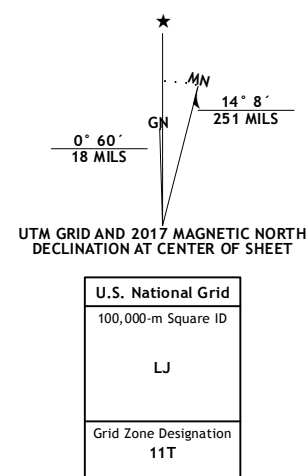 ★
MN
GN
14° 8´
251 MILS
0° 60´
18 MILS
UTM GRID AND 2017 MAGNETIC NORTH
DECLINATION AT CENTER OF SHEET
U.S. National Grid
100,000-m Square ID
LJ
Grid Zone Designation
11T